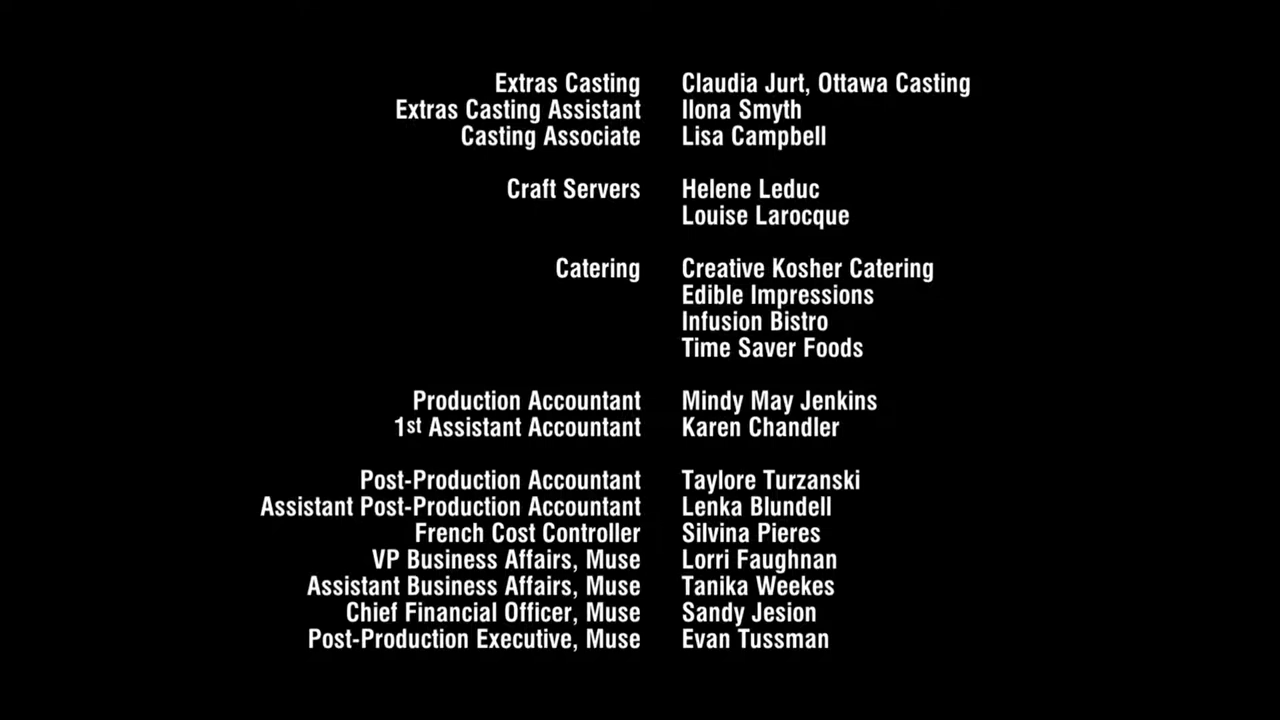 Extras Casting Claudia Jurt, Ottawa Casting
Extras Casting Assistant Ilona Smyth
Casting Associate Lisa Campbell
Craft Servers Helene Leduc
Louise Larocque
Catering Creative Kosher Catering
Edible Impressions
Infusion Bistro
Time Saver Foods
Production Accountant Mindy May Jenkins
1st Assistant Accountant Karen Chandler
Post-Production Accountant Taylore Turzanski
Assistant Post-Production Accountant Lenka Blundell
French Cost Controller Silvina Pieres
VP Business Affairs, Muse Lorri Faughnan
Assistant Business Affairs, Muse Tanika Weekes
Chief Financial Officer, Muse Sandy Jesion
Post-Production Executive, Muse Evan Tussman